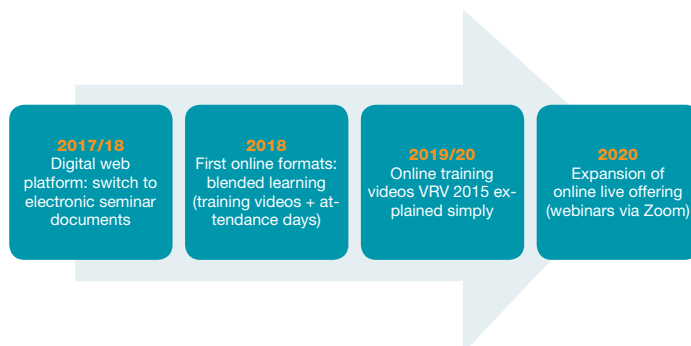 2017/18
Digital web
platform: switch to
electronic seminar
documents
2018
First online formats:
blended learning
(training videos + at-
tendance days)
2019/20
Online training
videos VRV 2015 ex-
plained simply
2020
Expansion of
online live offering
(webinars via Zoom)